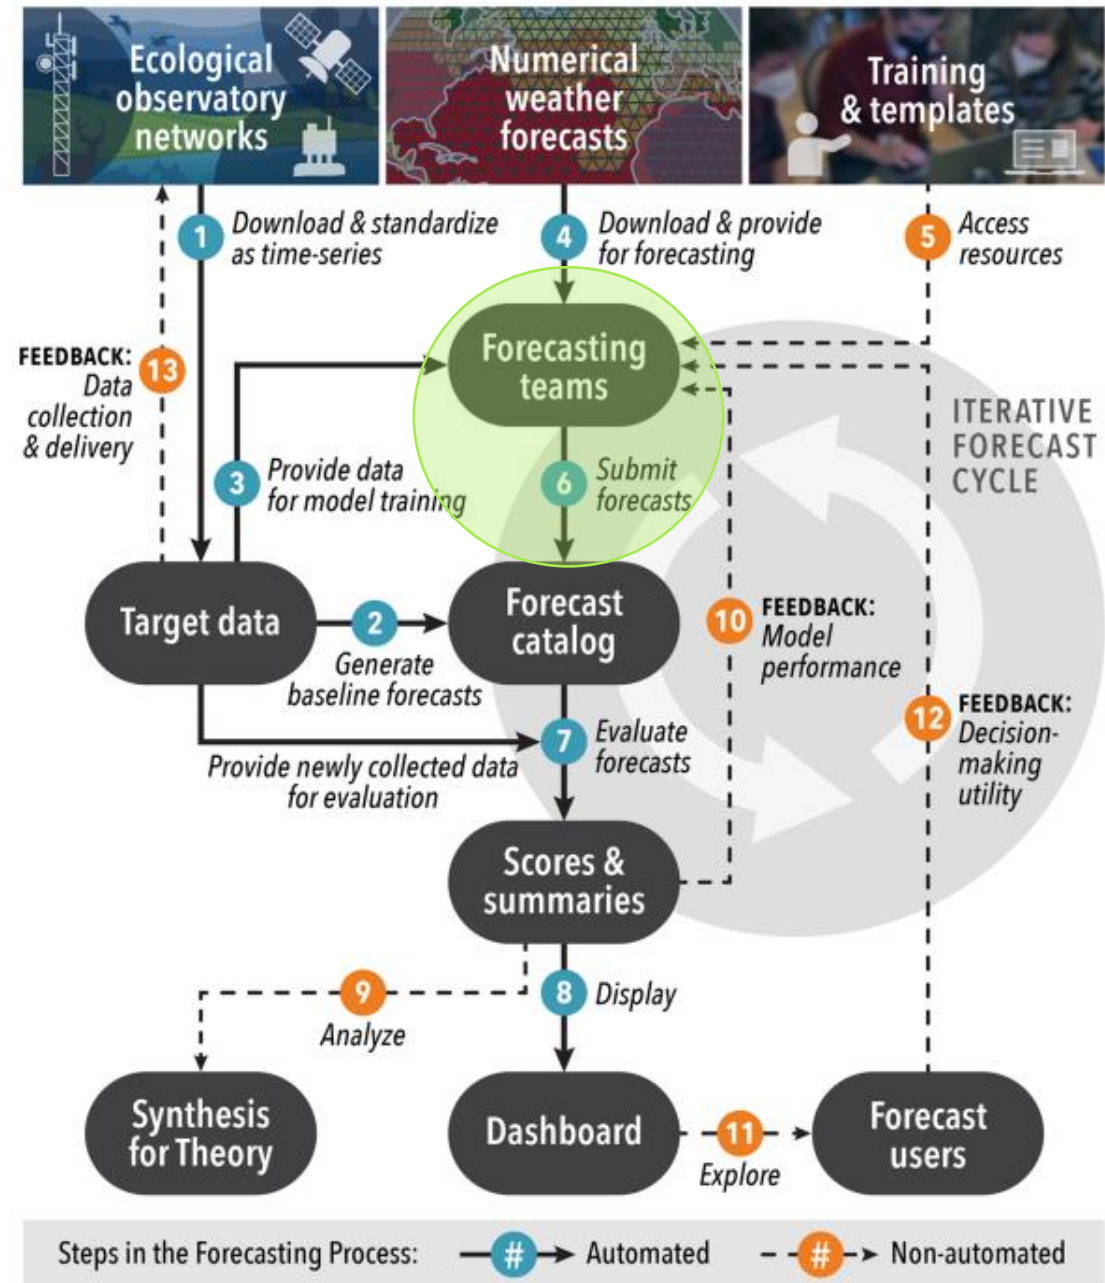 Ecological
observatory
networks
Numerical
weather
forecasts
Training
& templates
1
Download & standardize
as time-series
4
Download & provide
for forecasting
5
Access
resources
FEEDBACK:
Data
collection
& delivery
13
Forecasting
teams
ITERATIVE
FORECAST
CYCLE
3
Provide data
for model training
6
Submit
forecasts
Target data
2
Generate
baseline forecasts
Forecast
catalog
10
FEEDBACK:
Model
performance
12
FEEDBACK:
Decision-
making
utility
7
Evaluate
forecasts
Provide newly collected data
for evaluation
Scores &
summaries
9
Analyze
8
Display
Synthesis
for Theory
Dashboard
11
Explore
Forecast
users
Steps in the Forecasting Process:
#
Automated
#
Non-automated